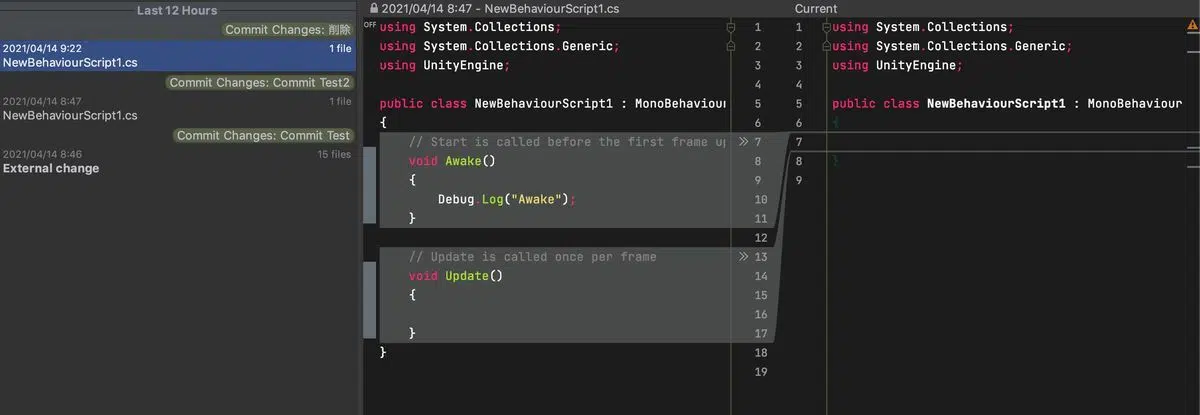 Last 12 Hours
Commit Changes: 削除
2021/04/14 9:22 1 file
NewBehaviourScript1.cs
Commit Changes: Commit Test2
2021/04/14 8:47 1 file
NewBehaviourScript1.cs
Commit Changes: Commit Test
2021/04/14 8:46 15 files
External change
2021/04/14 8:47 - NewBehaviourScript1.cs
OFF
using System.Collections; 1
using System.Collections.Generic; 2
using UnityEngine; 3
4
public class NewBehaviourScript1 : MonoBehaviour 5
{ 6
// Start is called before the first frame up » 7
void Awake() 8
{ 9
Debug.Log("Awake"); 10
} 11
12
// Update is called once per frame » 13
void Update() 14
{ 15
16
} 17
} 18
19
Current
1 using System.Collections;
2 using System.Collections.Generic;
3 using UnityEngine;
4
5 public class NewBehaviourScript1 : MonoBehaviour
6 {
7
8 }
9